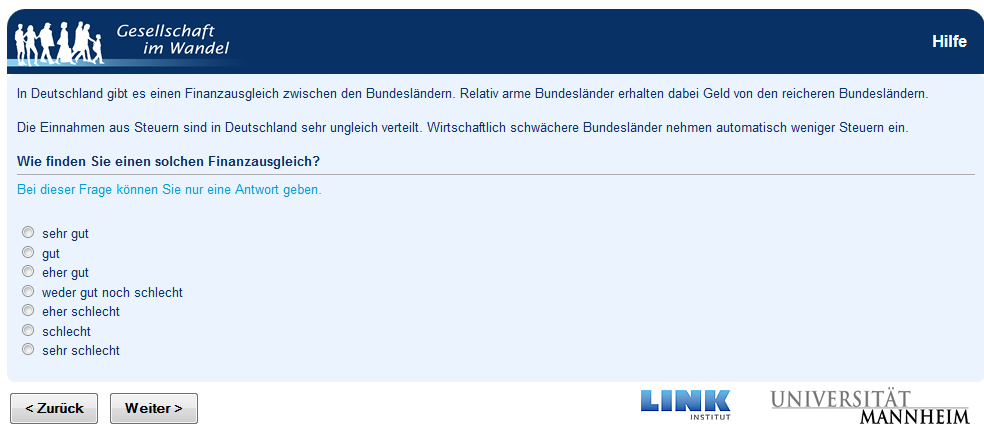 Gesellschaft
im Wandel
Hilfe
In Deutschland gibt es einen Finanzausgleich zwischen den Bundesländern. Relativ arme Bundesländer erhalten dabei Geld von den reicheren Bundesländern.
Die Einnahmen aus Steuern sind in Deutschland sehr ungleich verteilt. Wirtschaftlich schwächere Bundesländer nehmen automatisch weniger Steuern ein.
Wie finden Sie einen solchen Finanzausgleich?
Bei dieser Frage können Sie nur eine Antwort geben.
sehr gut
gut
eher gut
weder gut noch schlecht
eher schlecht
schlecht
sehr schlecht
< Zurück
Weiter >
LINK
INSTITUT
UNIVERSITÄT
MANNHEIM